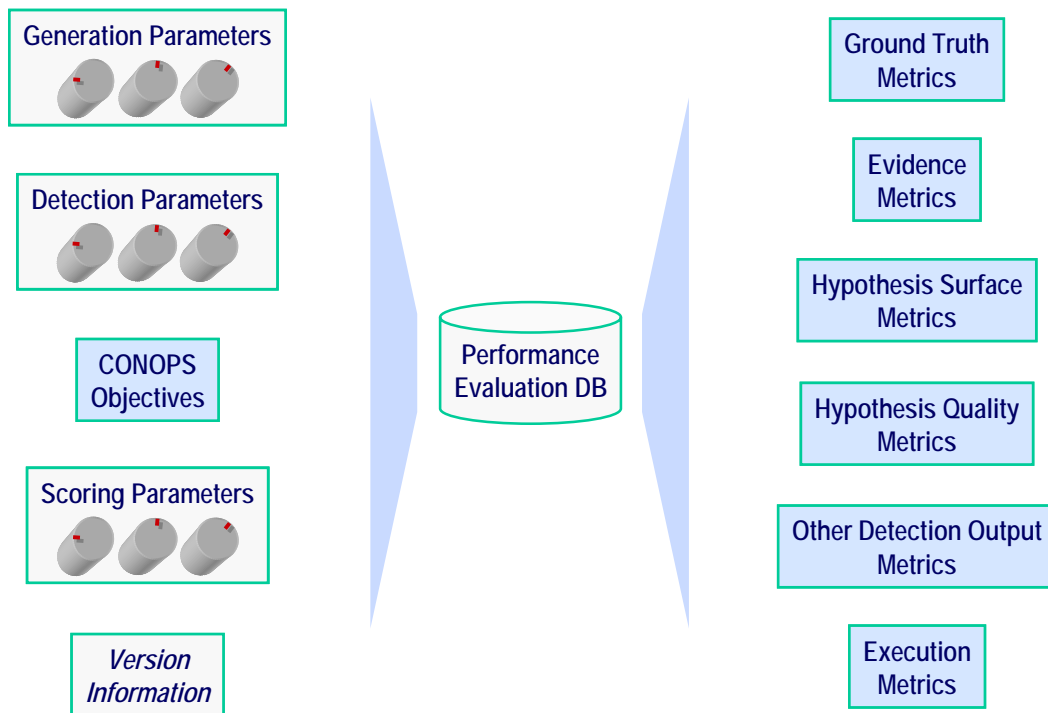 Generation Parameters
Detection Parameters
CONOPS
Objectives
Scoring Parameters
Version
Information
Performance
Evaluation DB
Ground Truth
Metrics
Evidence
Metrics
Hypothesis Surface
Metrics
Hypothesis Quality
Metrics
Other Detection Output
Metrics
Execution
Metrics